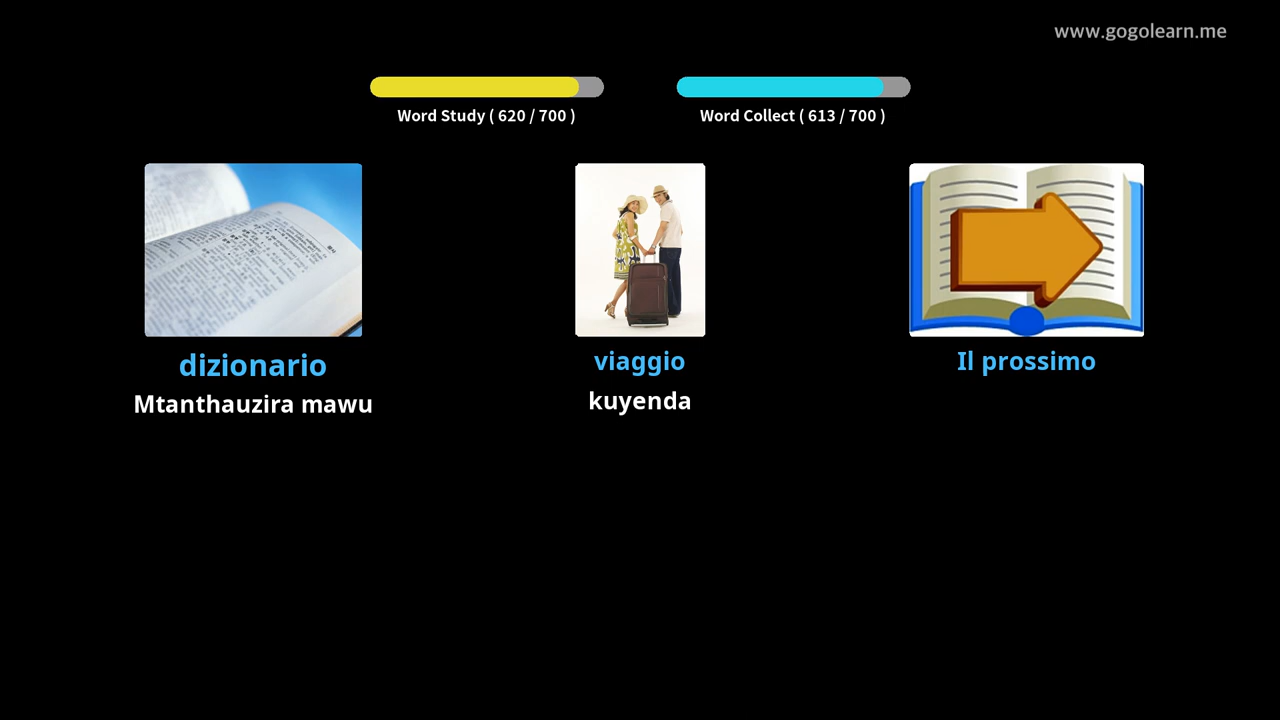 www.gogolearn.me
Word Study ( 620 / 700 )
Word Collect ( 613 / 700 )
dizionario
Mtanthauzira mawu
viaggio
kuyenda
Il prossimo